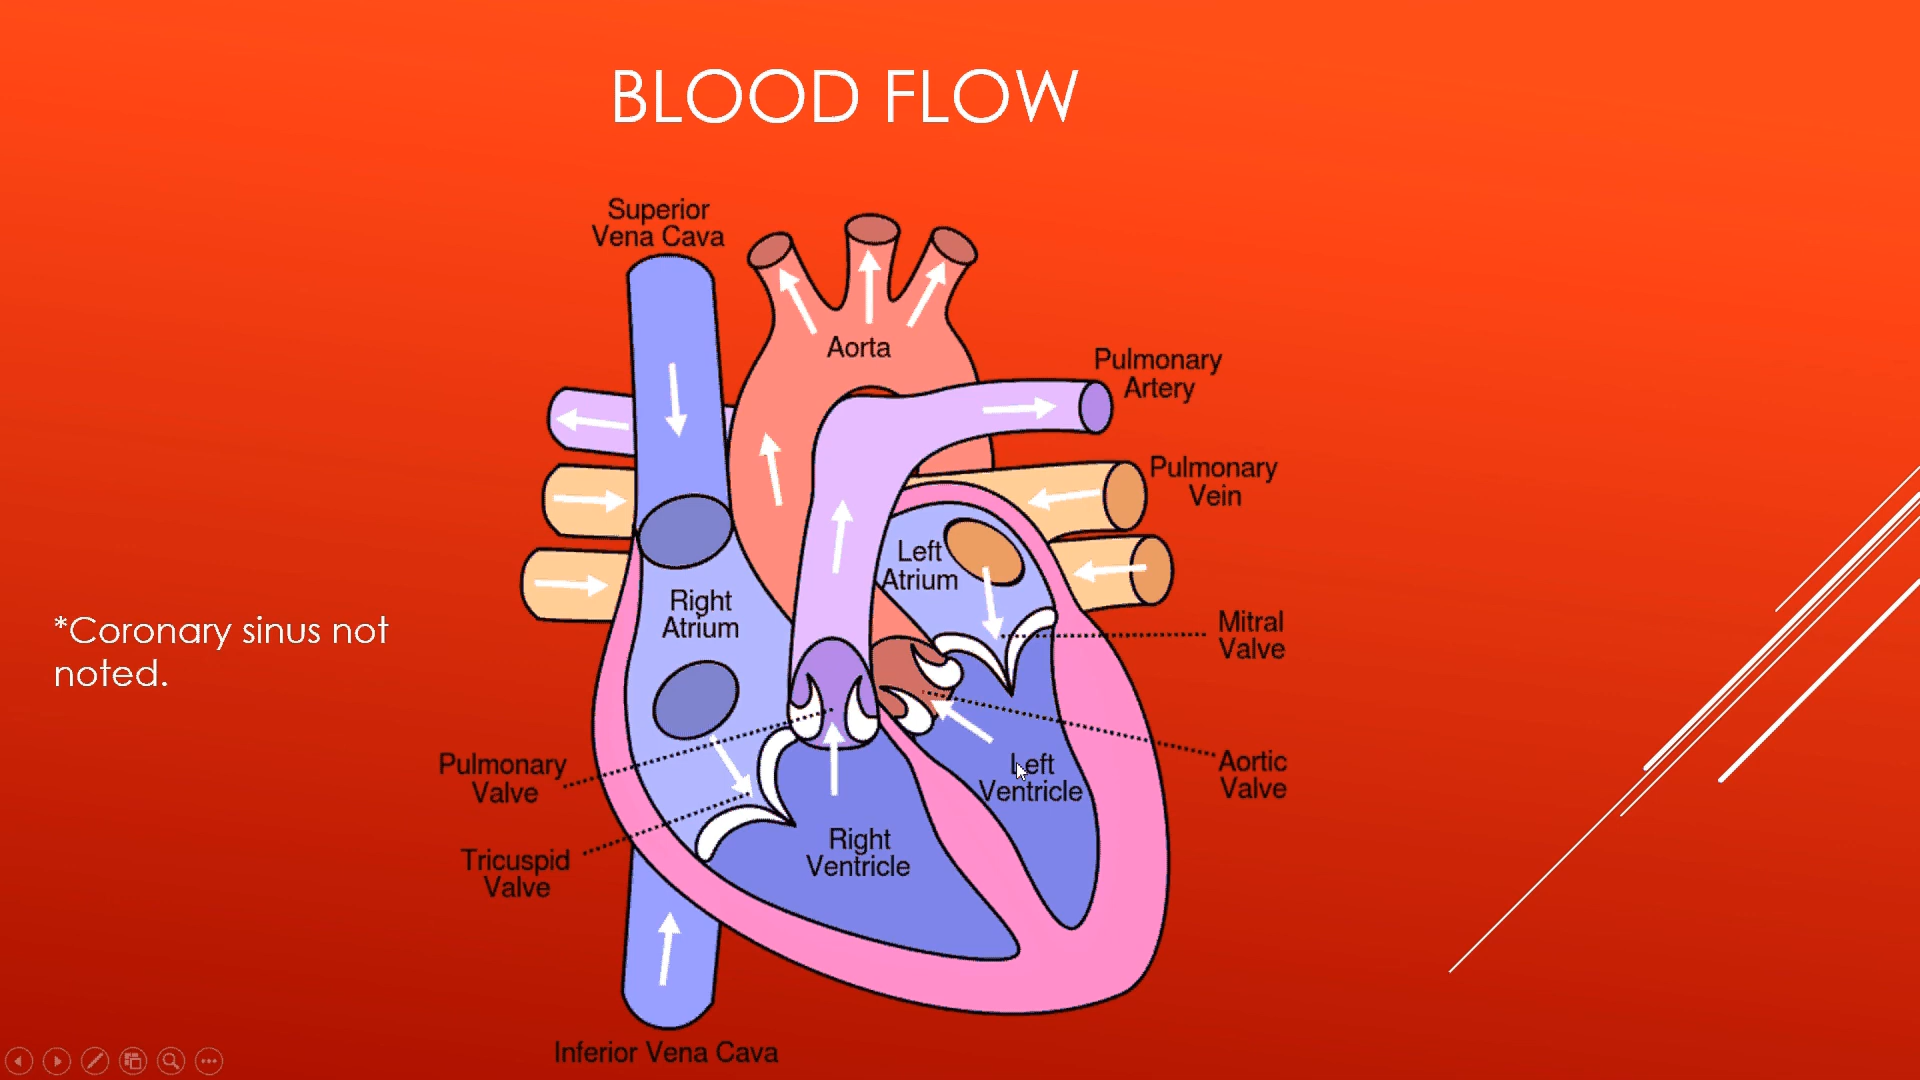 BLOOD FLOW
Superior
Vena Cava
Aorta
Pulmonary
Artery
Pulmonary
Vein
Left
Atrium
Right
Atrium
*Coronary sinus not
noted.
Mitral
Valve
Pulmonary
Valve
Left
Ventricle
Aortic
Valve
Right
Ventricle
Tricuspid
Valve
Inferior Vena Cava